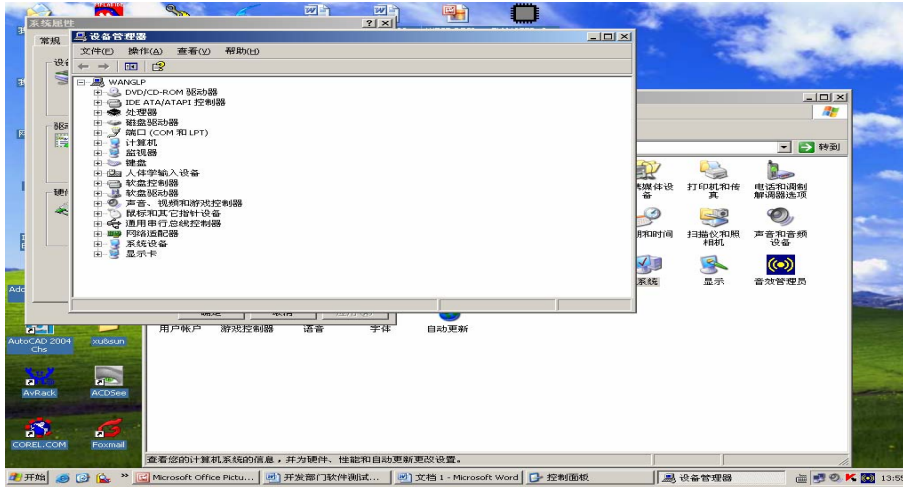 系统属性
常规
设备管理器
文件(F) 操作(A) 查看(V) 帮助(H)
WANGLP
DVD/CD-ROM 驱动器
IDE ATA/ATAPI 控制器
处理器
磁盘驱动器
端口 (COM 和 LPT)
计算机
监视器
键盘
人体学输入设备
软盘控制器
软盘驱动器
声音、视频和游戏控制器
鼠标和其它指针设备
通用串行总线控制器
网络适配器
系统设备
显示卡
转到
打印机和传真
电话和调制解调器选项
扫描仪和照相机
声音和音频设备
系统
显示
音效管理员
用户帐户
游戏控制器
语音
字体
自动更新
AutoCAD 2004 Chs
xu8sun
AvRack
ACDSee
COREL.COM
Foxmail
查看您的计算机系统的信息，并为硬件、性能和自动更新更改设置。
开始
Microsoft Office Pictu...
开发部门软件测试...
文档 1 - Microsoft Word
控制面板
设备管理器
13:55